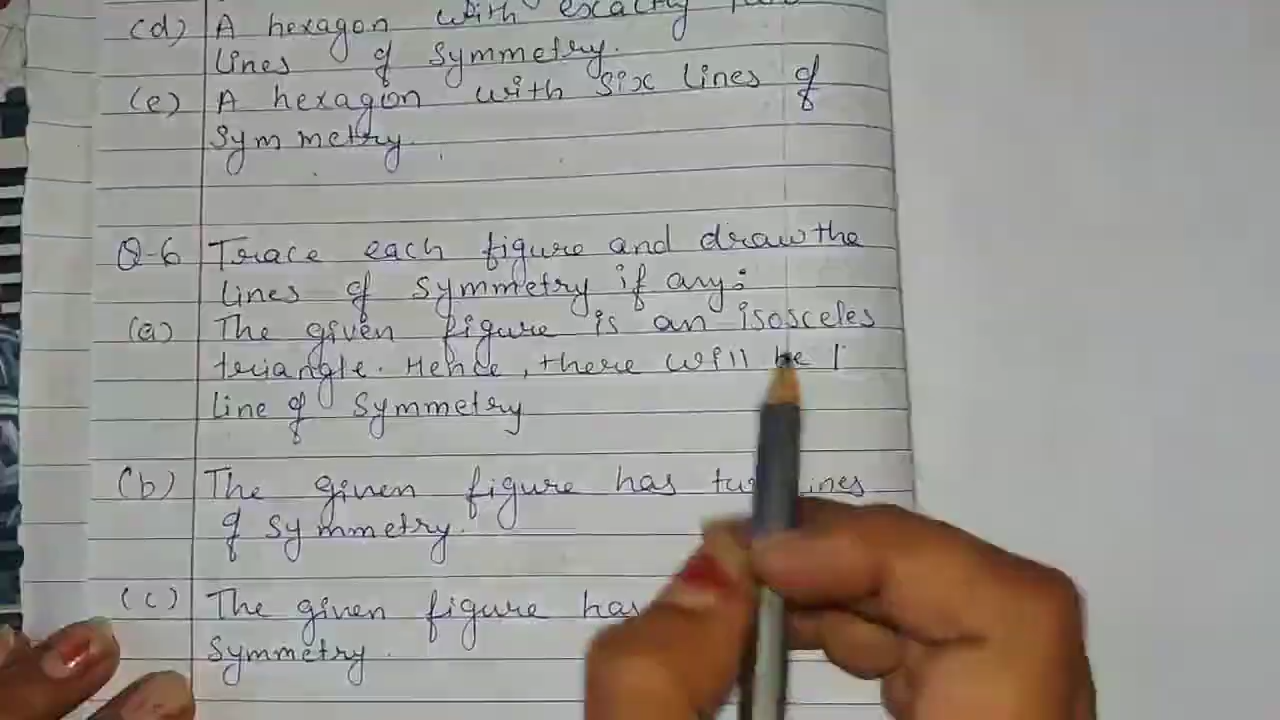 (d) A hexagon with exactly
lines of symmetry.
(e) A hexagon with six lines of
symmetry.
Q-6 Trace each figure and draw the
lines of symmetry if any:
(a) The given figure is an isosceles
triangle. Hence, there will be 1
line of symmetry
(b) The given figure has lines
of symmetry.
(c) The given figure has
symmetry.